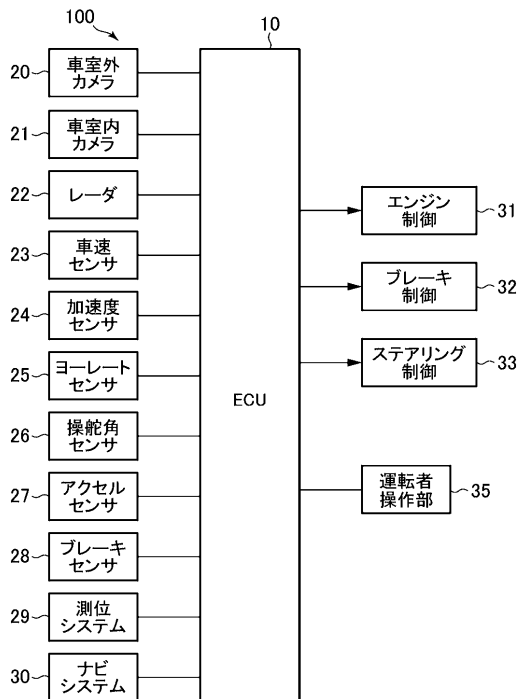 100
10
20
車室外
カメラ
21
車室内
カメラ
22
レーダ
23
車速
センサ
24
加速度
センサ
25
ヨーレート
センサ
26
操舵角
センサ
27
アクセル
センサ
28
ブレーキ
センサ
29
測位
システム
30
ナビ
システム
ECU
エンジン
制御
31
ブレーキ
制御
32
ステアリング
制御
33
運転者
操作部
35